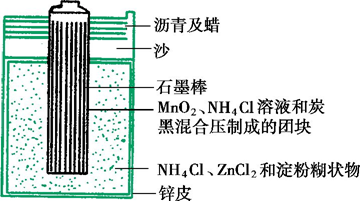 沥青及蜡
沙
石墨棒
MnO₂、NH₄Cl溶液和炭
黑混合压制成的团块
NH₄Cl、ZnCl₂和淀粉糊状物
锌皮